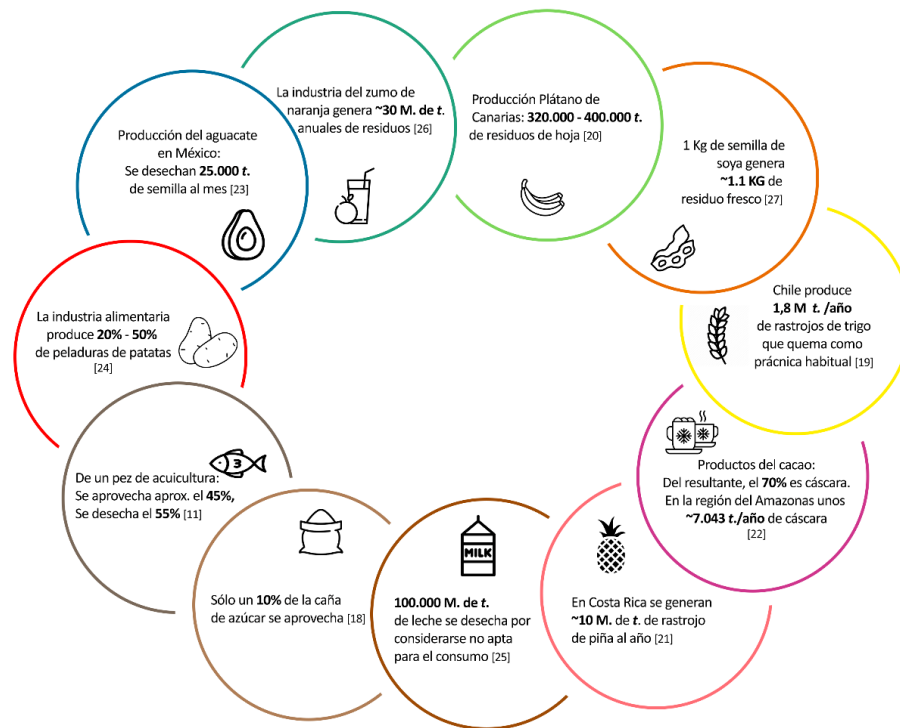 La industria del zumo de
naranja genera ~30 M. de t.
anuales de residuos [26]
Producción Plátano de
Canarias: 320.000 - 400.000 t.
de residuos de hoja [20]
1 Kg de semilla de
soya genera
~1.1 KG de
residuo fresco
[27]
Chile produce
1,8 M t. /año
de rastrojos de trigo
que quema como
prácnica habitual [19]
Productos del cacao:
Del resultante, el 70% es cáscara.
En la región del Amazonas unos
~7.043 t./año de cáscara
[22]
En Costa Rica se generan
~10 M. de t. de rastrojo
de piña al año [21]
MILK
100.000 M. de t.
de leche se desecha por
considerarse no apta
para el consumo [25]
Sólo un 10% de la caña
de azúcar se aprovecha [18]
3
De un pez de acuicultura:
Se aprovecha aprox. el 45%,
Se desecha el 55% [11]
La industria alimentaria
produce 20% - 50%
de peladuras de patatas
[24]
Producción del aguacate
en México:
Se desechan 25.000 t.
de semilla al mes [23]